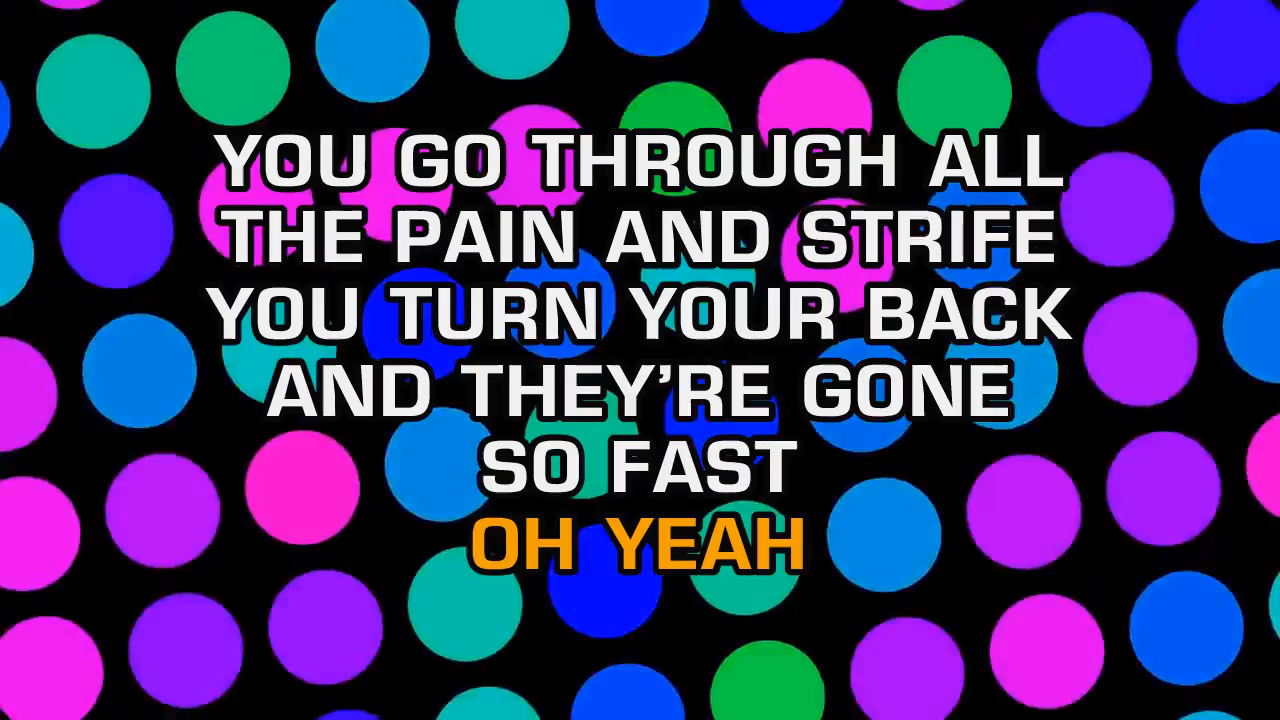 YOU GO THROUGH ALL
THE PAIN AND STRIFE
YOU TURN YOUR BACK
AND THEY’RE GONE
SO FAST
OH YEAH